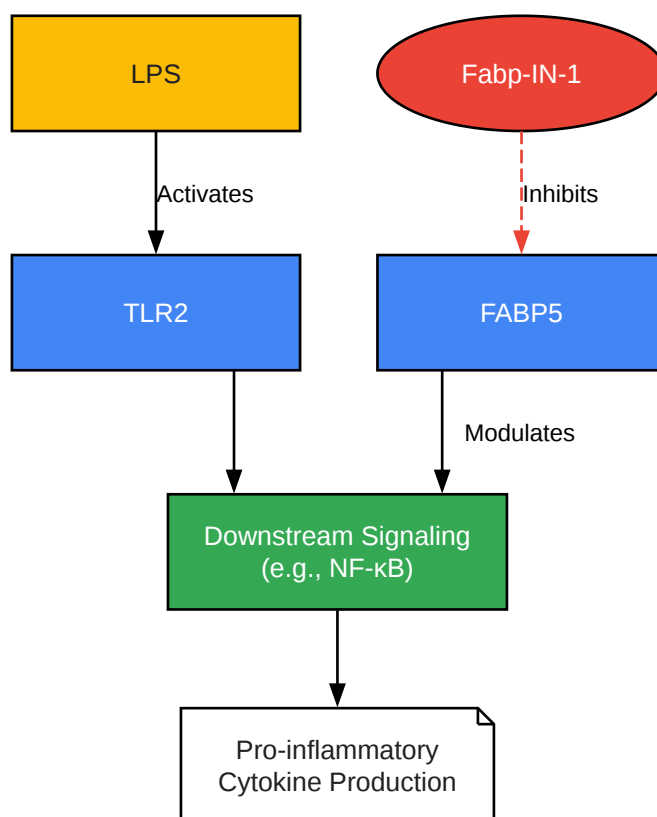 LPS
Fabp-IN-1
Activates
Inhibits
TLR2
FABP5
Modulates
Downstream Signaling
(e.g., NF-κB)
Pro-inflammatory
Cytokine Production